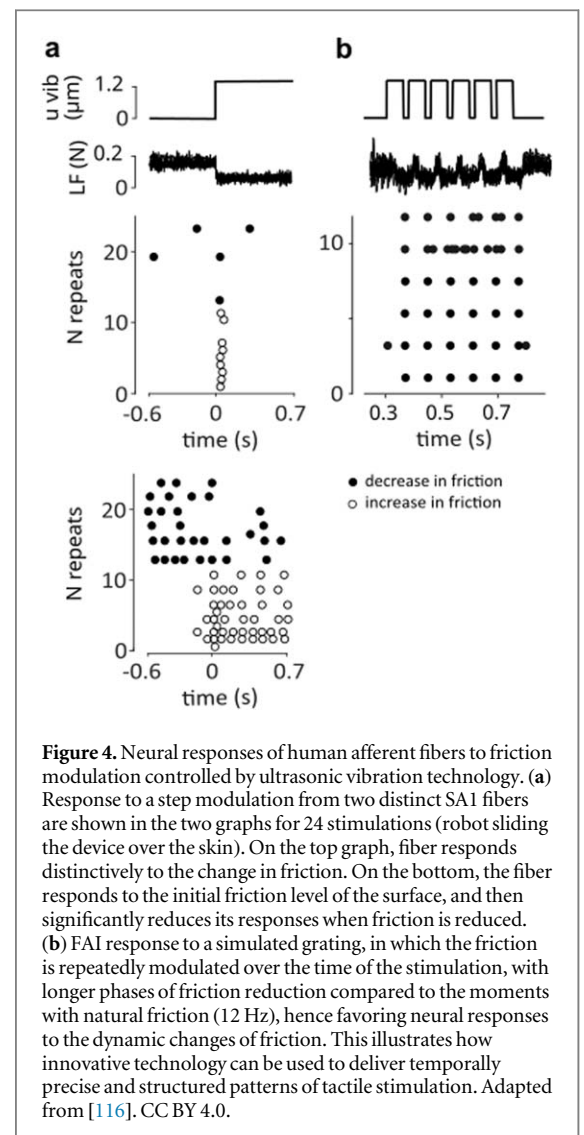 a
b
u vib
(μm)
1.2
0
LF (N)
0.2
0
N repeats
20
10
0
-0.6
0
0.7
time (s)
10
0
0.3
0.5
0.7
time (s)
● decrease in friction
○ increase in friction
N repeats
20
10
0
-0.6
0
0.7
time (s)
Figure 4. Neural responses of human afferent fibers to friction
modulation controlled by ultrasonic vibration technology. (a)
Response to a step modulation from two distinct SA1 fibers
are shown in the two graphs for 24 stimulations (robot sliding
the device over the skin). On the top graph, fiber responds
distinctively to the change in friction. On the bottom, the fiber
responds to the initial friction level of the surface, and then
significantly reduces its responses when friction is reduced.
(b) FAI response to a simulated grating, in which the friction
is repeatedly modulated over the time of the stimulation, with
longer phases of friction reduction compared to the moments
with natural friction (12 Hz), hence favoring neural responses
to the dynamic changes of friction. This illustrates how
innovative technology can be used to deliver temporally
precise and structured patterns of tactile stimulation. Adapted
from [116]. CC BY 4.0.